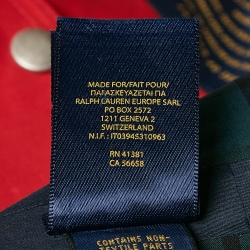 MADE FOR/FAIT POUR/
ΠΑΡΑΣΚΕΥΑΖΕΤΑΙ ΓΙΑ
RALPH LAUREN EUROPE SARL
PO BOX 2572
1211 GENEVA 2
SWITZERLAND
N.I.F.: IT03945310963
RN 41381
CA 56658
CONTAINS NON-
TEXTILE PARTS